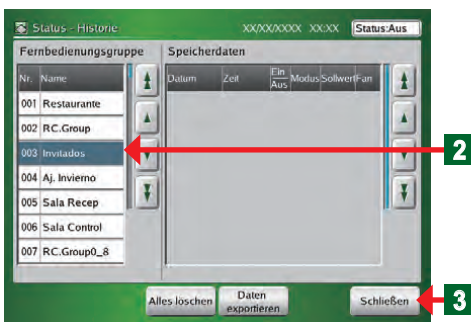 Status - Historie XX/XX/XXXX XX:XX Status:Aus
Fernbedienungsgruppe Speicherdaten
Nr. Name Datum Zeit Ein Aus Modus Sollwert Fan
001 Restaurante
002 RC.Group
003 Invitados
2
004 Aj. Invierno
005 Sala Recep
006 Sala Control
007 RC.Group0_8
Alles löschen Daten exportieren Schließen
3